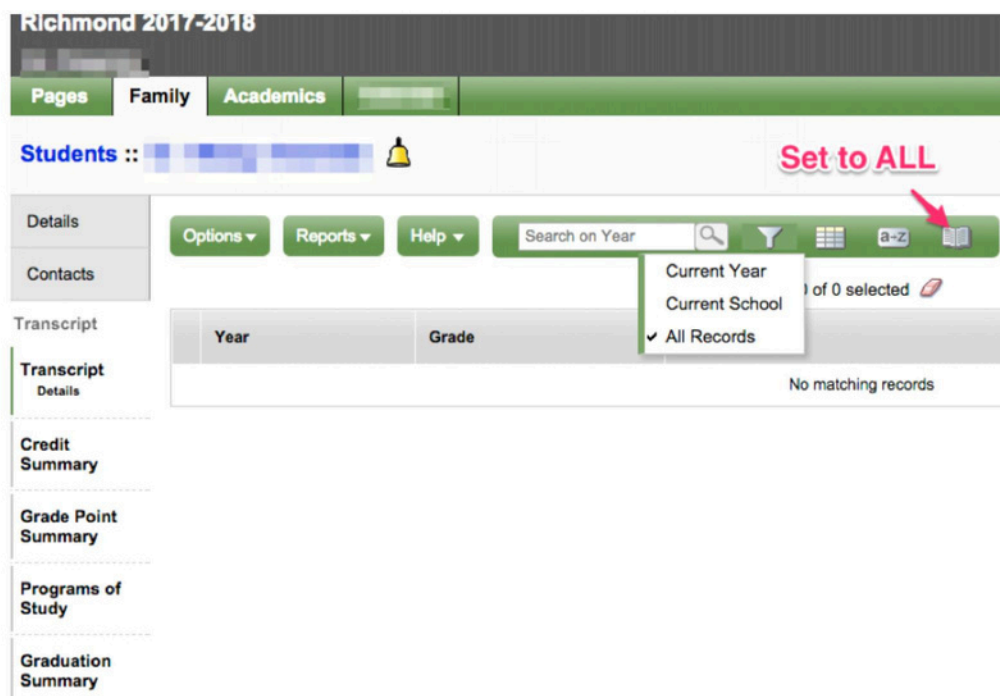 Richmond 2017-2018
Pages Family Academics
Students ::
Set to ALL
Details
Options Reports Help Search on Year a-z
Contacts
Current Year
of 0 selected
Current School
Transcript
Year Grade All Records
Transcript
Details
No matching records
Credit
Summary
Grade Point
Summary
Programs of
Study
Graduation
Summary